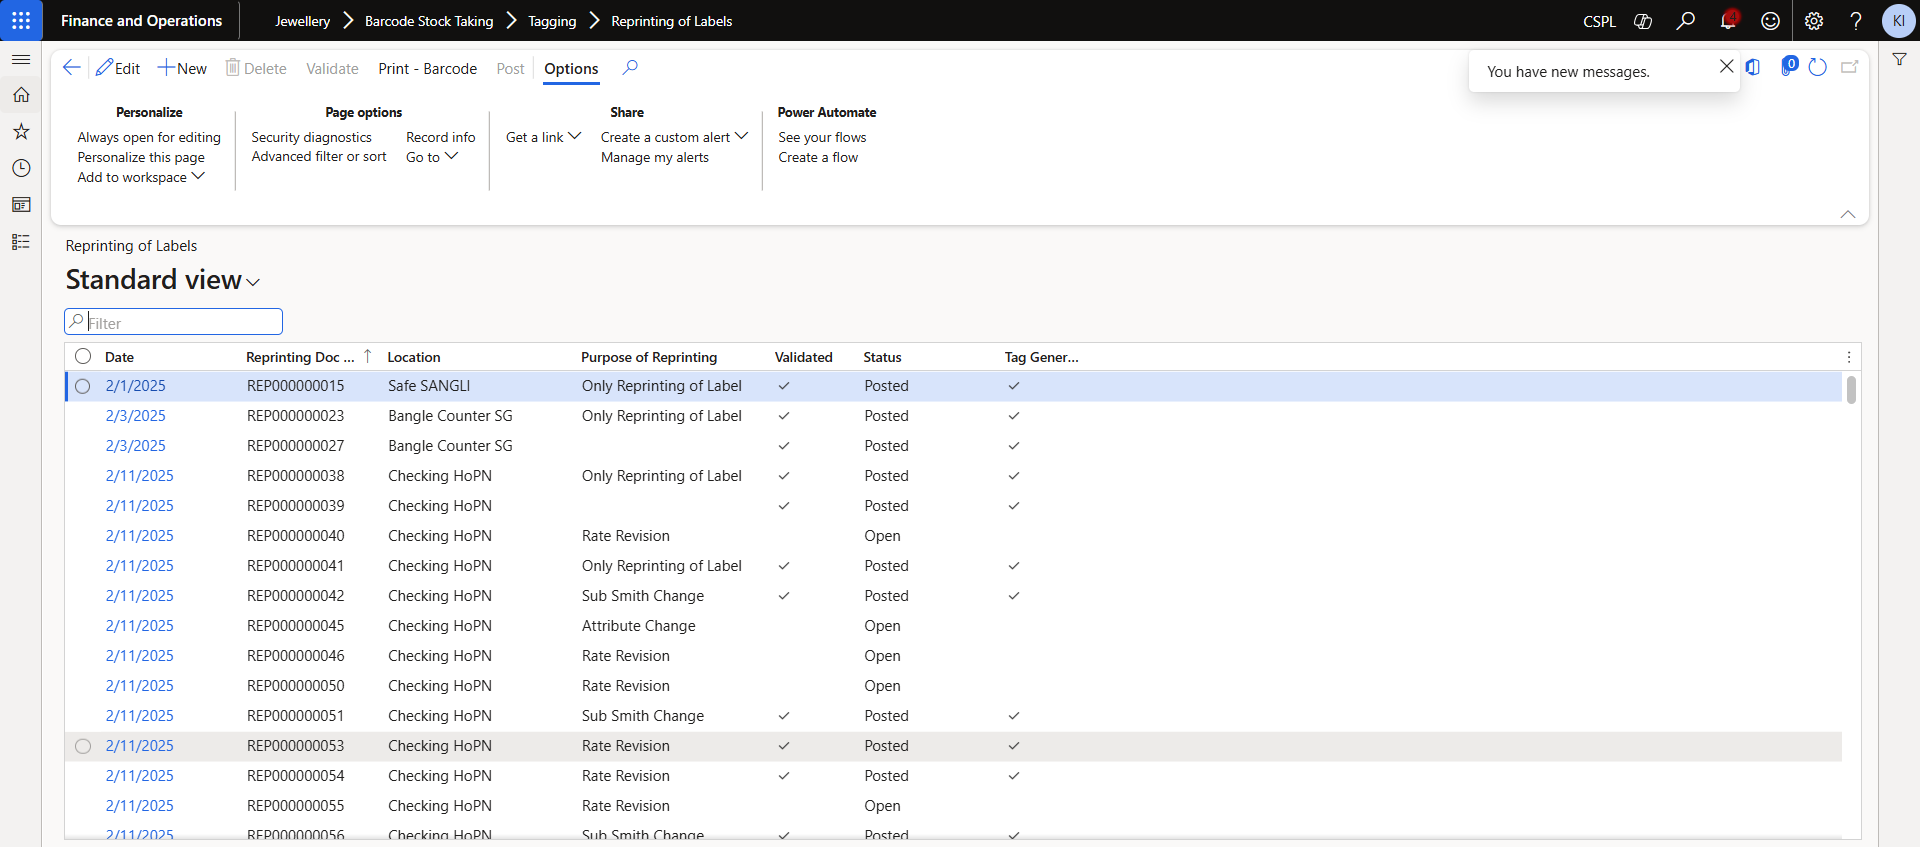 Finance and Operations
Jewellery > Barcode Stock Taking > Tagging > Reprinting of Labels
CSPL
4
KI
Edit New Delete Validate Print - Barcode Post Options
You have new messages.
0
Personalize
Always open for editing
Personalize this page
Add to workspace
Page options
Security diagnostics Record info
Advanced filter or sort Go to
Share
Get a link Create a custom alert
Manage my alerts
Power Automate
See your flows
Create a flow
Reprinting of Labels
Standard view
Filter
Date Reprinting Doc ... Location Purpose of Reprinting Validated Status Tag Gener...
2/1/2025 REP000000015 Safe SANGLI Only Reprinting of Label ✓ Posted ✓
2/3/2025 REP000000023 Bangle Counter SG Only Reprinting of Label ✓ Posted ✓
2/3/2025 REP000000027 Bangle Counter SG ✓ Posted ✓
2/11/2025 REP000000038 Checking HoPN Only Reprinting of Label ✓ Posted ✓
2/11/2025 REP000000039 Checking HoPN ✓ Posted ✓
2/11/2025 REP000000040 Checking HoPN Rate Revision Open
2/11/2025 REP000000041 Checking HoPN Only Reprinting of Label ✓ Posted ✓
2/11/2025 REP000000042 Checking HoPN Sub Smith Change ✓ Posted ✓
2/11/2025 REP000000045 Checking HoPN Attribute Change Open
2/11/2025 REP000000046 Checking HoPN Rate Revision Open
2/11/2025 REP000000050 Checking HoPN Rate Revision Open
2/11/2025 REP000000051 Checking HoPN Sub Smith Change ✓ Posted ✓
2/11/2025 REP000000053 Checking HoPN Rate Revision ✓ Posted ✓
2/11/2025 REP000000054 Checking HoPN Rate Revision ✓ Posted ✓
2/11/2025 REP000000055 Checking HoPN Rate Revision Open
2/11/2025 REP000000056 Checking HoPN Sub Smith Change ✓ Posted ✓